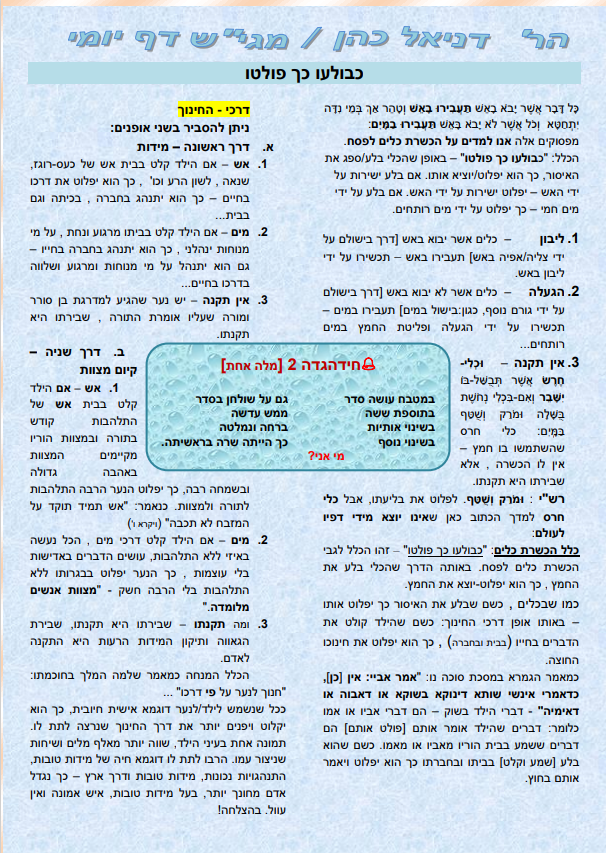 הר' דניאל כהן / מגי"ש דף יומי
כבולעו כך פולטו
כָּל דָּבָר אֲשֶׁר יָבֹא בָאֵשׁ תַּעֲבִירוּ בָאֵשׁ וְטָהֵר אַךְ בְּמֵי נִדָּה
יִתְחַטָּא וְכֹל אֲשֶׁר לֹא יָבֹא בָּאֵשׁ תַּעֲבִירוּ בַמָּיִם:
מפסוקים אלה אנו למדים על הכשרת כלים לפסח.
הכלל: "כבולעו כך פולטו" – באופן שהכלי בלע/ספג את
האיסור, כך הוא יפלוט/יוציא אותו. אם בלע ישירות על
ידי האש – יפלוט ישירות על ידי האש. אם בלע על ידי
מים חמי – כך יפלוט על ידי מים רותחים.
1. ליבון – כלים אשר יבוא באש [דרך בישולם על
ידי צליה/אפיה באש] תעבירו באש – תכשירו על ידי
ליבון באש.
2. הגעלה – כלים אשר לא יבוא באש [דרך בישולם
על ידי גורם נוסף, כגון:בישול במים] תעבירו במים –
תכשירו על ידי הגעלה ופליטת החמץ במים
רותחים...
3. אין תקנה – וּכְלִי-
חֶרֶשׂ אֲשֶׁר תְּבֻשַּׁל-בּוֹ
יִשָּׁבֵר וְאִם-בִּכְלִי נְחֹשֶׁת
בֻּשָּׁלָה וּמֹרַק וְשֻׁטַּף
בַּמָּיִם: כלי חרס
שהשתמשו בו חמץ –
אין לו הכשרה , אלא
שבירתו היא תקנתו.
רש"י : וּמֹרַק וְשֻׁטַּף. לפלוט את בליעתו, אבל כלי
חרס למדך הכתוב כאן שאינו יוצא מידי דפיו
לעולם:
כלל הכשרת כלים: "כבולעו כך פולטו" – זהו הכלל לגבי
הכשרת כלים לפסח. באותה הדרך שהכלי בלע את
החמץ , כך הוא יפלוט-יוצא את החמץ.
כמו שבכלים , כשם שבלע את האיסור כך יפלוט אותו
– באותו אופן דרכי החינוך: כשם שהילד קולט את
הדברים בחייו (בבית ובחברה) , כך הוא יפלוט את חינוכו
החוצה.
כמאמר הגמרא במסכת סוכה נו: "אמר אביי: אין [כן],
כדאמרי אינשי שותא דינוקא בשוקא או דאבוה או
דאימיה" - דברי הילד בשוק – הם דברי אביו או אמו
כלומר: דברים שהילד אומר אותם [פולט אותם] הם
דברים ששמע בבית הוריו מאביו או מאמו. כשם שהוא
בלע [שמע וקלט] בביתו ובחברתו כך הוא יפלוט ויאמר
אותם בחוץ.
דרכי - החינוך
ניתן להסביר בשני אופנים:
א. דרך ראשונה – מידות
1. אש – אם הילד קלט בבית אש של כעס-רוגז,
שנאה , לשון הרע וכו' , כך הוא יפלוט את דרכו
בחיים – כך הוא יתנהג בחברה , בכיתה וגם
בבית...
2. מים – אם הילד קלט בביתו מרגוע ונחת , על מי
מנוחות ינהלני , כך הוא יתנהג בחברה בחייו –
גם הוא יתנהל על מי מנוחות ומרגוע ושלווה
בדרכו בחיים...
3. אין תקנה – יש נער שהגיע למדרגת בן סורר
ומורה שעליו אומרת התורה , שבירתו היא
תקנתו.
ב. דרך שניה –
קיום מצוות
1. אש – אם הילד
קלט בבית אש של
התלהבות קודש
בתורה ובמצוות הוריו
מקיימים המצוות
באהבה גדולה
ובשמחה רבה, כך יפלוט הנער הרבה התלהבות
לתורה ולמצוות. כנאמר: "אש תמיד תוקד על
המזבח לא תכבה" (ויקרא ו')
2. מים – אם הילד קלט דרכי מים , הכל נעשה
באיזי ללא התלהבות, עושים הדברים באדישות
בלי עוצמות , כך הנער יפלוט בבגרותו ללא
התלהבות בלי הרבה חשק - "מצוות אנשים
מלומדה."
3. ומה תקנתו – שבירתו היא תקנתו, שבירת
הגאווה ותיקון המידות הרעות היא התקנה
לאדם.
הכלל המנחה כמאמר שלמה המלך בחוכמתו:
"חנוך לנער על פי דרכו" ...
ככל שנשמש לילד/לנער דוגמא אישית חיובית, כך הוא
יקלוט ויפנים יותר את דרך החינוך שנרצה לתת לו.
תמונה אחת בעיני הילד, שווה יותר מאלף מלים ושיחות
שניצור עמו. הרבו לתת לו דוגמא חיה של מידות טובות,
התנהגויות נכונות, מידות טובות ודרך ארץ – כך נגדל
אדם מחונך יותר, בעל מידות טובות, איש אמונה ואין
עוול. בהצלחה!
חידהגדה 2 [מלה אחת]
במטבח עושה סדר
בתוספת ששה
בשינוי אותיות
בשינוי נוסף
גם על שולחן בסדר
ממש עדשה
ברחה ונמלטה
כך הייתה שרה בראשיתה.
מי אני?